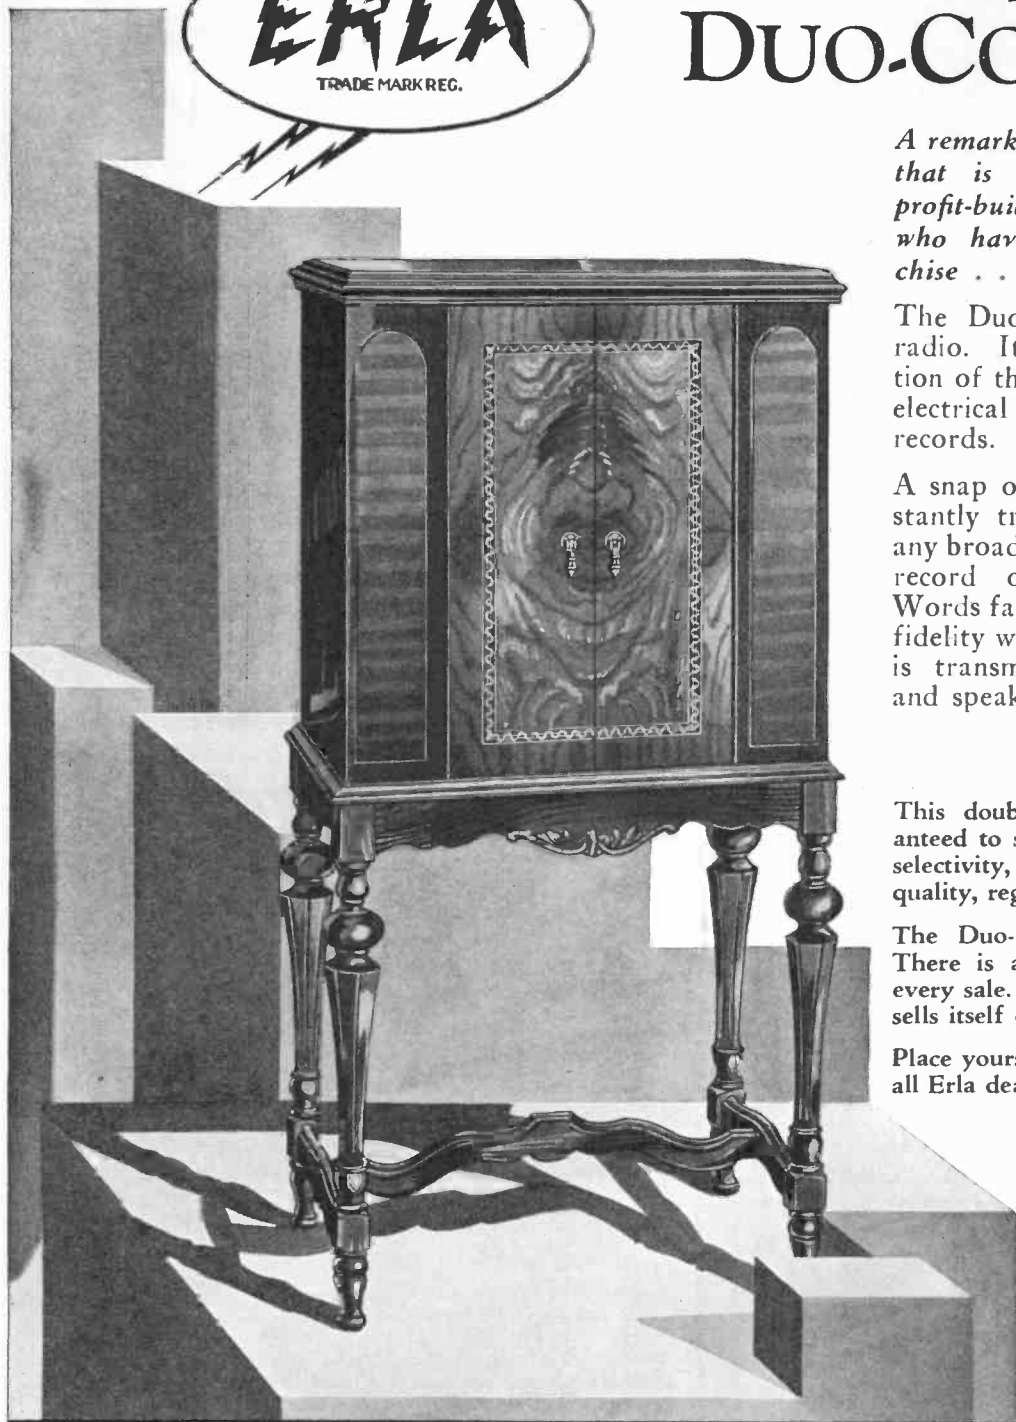 ERLA
TRADE MARK REG.
DUO-CO
A remark
that is
profit-buil
who hav
chise . .
The Duo
radio. It
tion of th
electrical
records.
A snap o
stantly tr
any broad
record o
Words fa
fidelity w
is transm
and speak
This doub
anteed to s
selectivity,
quality, reg
The Duo-
There is a
every sale.
sells itself
Place yours
all Erla dea